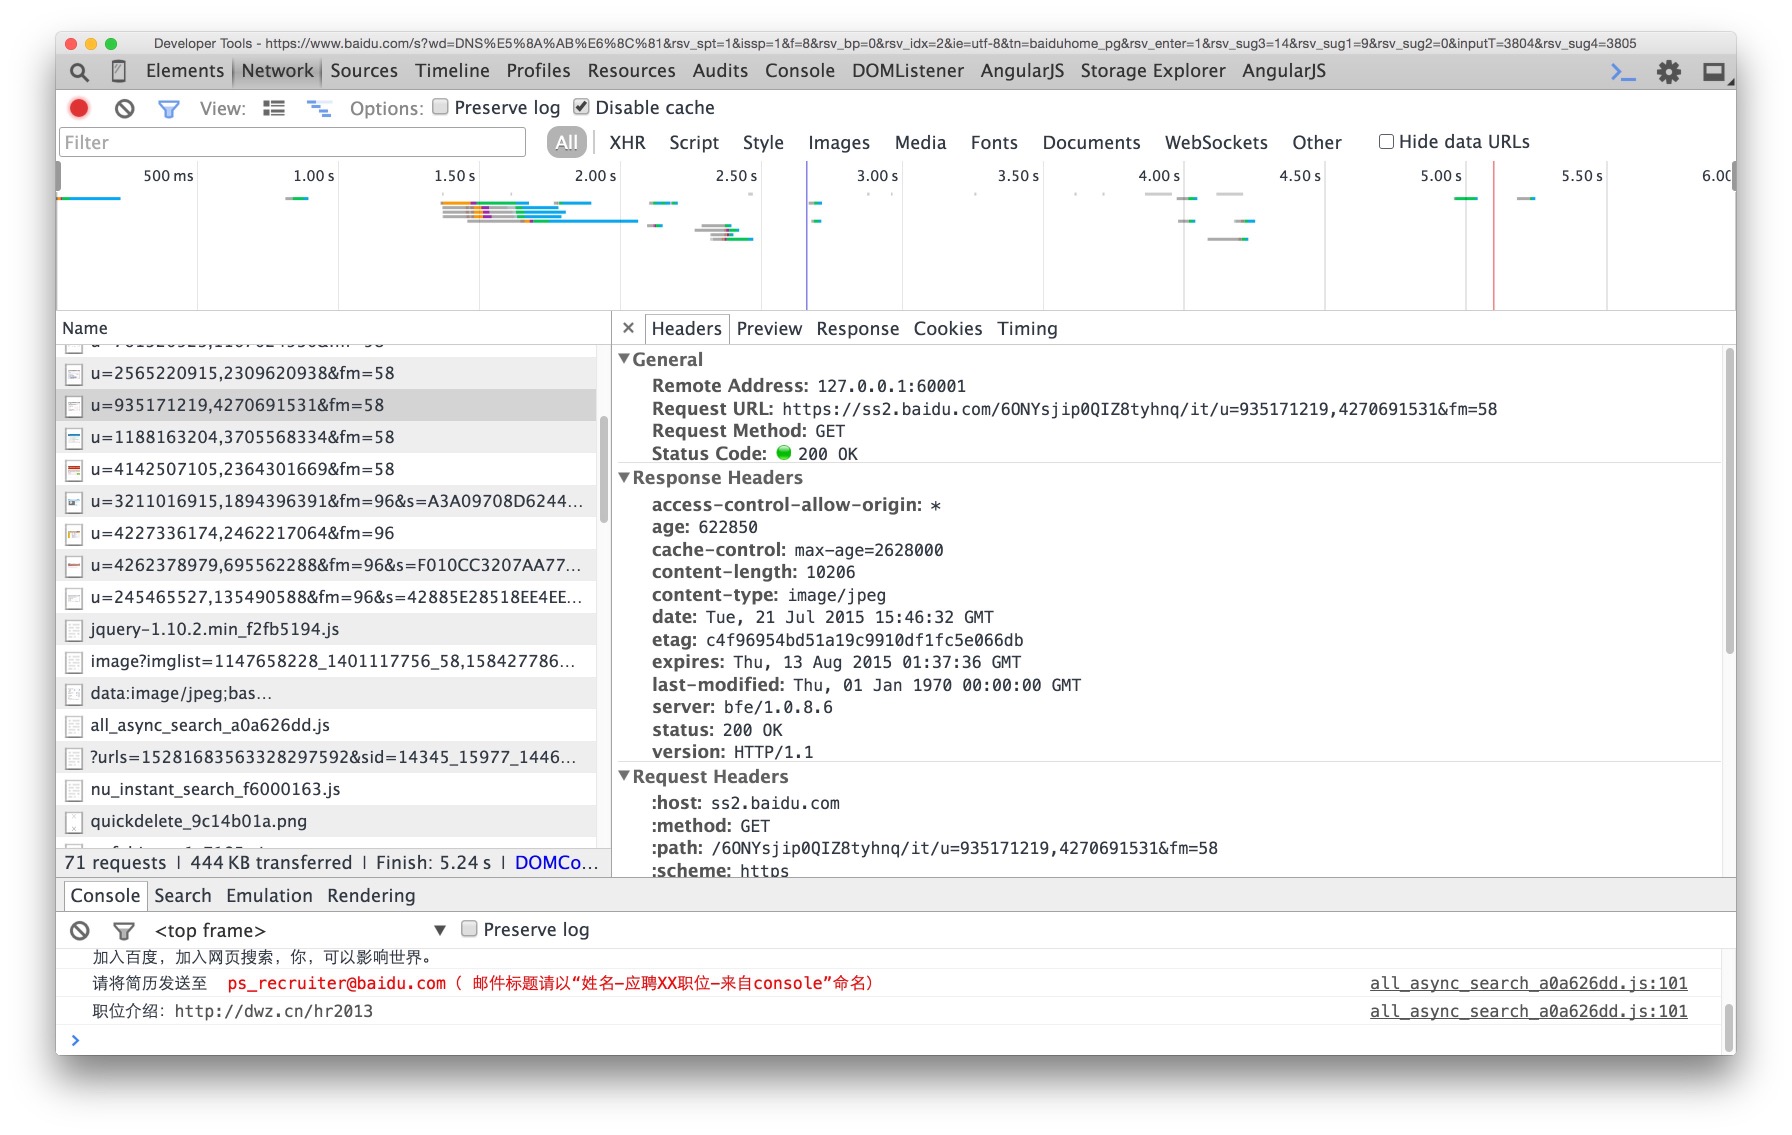 Developer Tools - https://www.baidu.com/s?wd=DNS%E5%8A%AB%E6%8C%81&rsv_spt=1&issp=1&f=8&rsv_bp=0&rsv_idx=2&ie=utf-8&tn=baiduhome_pg&rsv_enter=1&rsv_sug3=14&rsv_sug1=9&rsv_sug2=0&inputT=3804&rsv_sug4=3805
Elements Network Sources Timeline Profiles Resources Audits Console DOMListener AngularJS Storage Explorer AngularJS
View: Options: Preserve log Disable cache
Filter All XHR Script Style Images Media Fonts Documents WebSockets Other Hide data URLs
500 ms 1.00 s 1.50 s 2.00 s 2.50 s 3.00 s 3.50 s 4.00 s 4.50 s 5.00 s 5.50 s 6.00
Name
u=2565220915,2309620938&fm=58
u=935171219,4270691531&fm=58
u=1188163204,3705568334&fm=58
u=4142507105,2364301669&fm=58
u=3211016915,1894396391&fm=96&s=A3A09708D6244...
u=4227336174,2462217064&fm=96
u=4262378979,695562288&fm=96&s=F010CC3207AA77...
u=245465527,135490588&fm=96&s=42885E28518EE4EE...
jquery-1.10.2.min_f2fb5194.js
image?imglist=1147658228_1401117756_58,158427786...
data:image/jpeg;bas...
all_async_search_a0a626dd.js
?urls=15281683563328297592&sid=14345_15977_1446...
nu_instant_search_f6000163.js
quickdelete_9c14b01a.png
71 requests | 444 KB transferred | Finish: 5.24 s | DOMCo...
× Headers Preview Response Cookies Timing
General
Remote Address: 127.0.0.1:60001
Request URL: https://ss2.baidu.com/6ONYsjip0QIZ8tyhnq/it/u=935171219,4270691531&fm=58
Request Method: GET
Status Code: 200 OK
Response Headers
access-control-allow-origin: *
age: 622850
cache-control: max-age=2628000
content-length: 10206
content-type: image/jpeg
date: Tue, 21 Jul 2015 15:46:32 GMT
etag: c4f96954bd51a19c9910df1fc5e066db
expires: Thu, 13 Aug 2015 01:37:36 GMT
last-modified: Thu, 01 Jan 1970 00:00:00 GMT
server: bfe/1.0.8.6
status: 200 OK
version: HTTP/1.1
Request Headers
:host: ss2.baidu.com
:method: GET
:path: /6ONYsjip0QIZ8tyhnq/it/u=935171219,4270691531&fm=58
:scheme: https
Console Search Emulation Rendering
<top frame> Preserve log
加入百度，加入网页搜索，你，可以影响世界。
请将简历发送至 ps_recruiter@baidu.com（ 邮件标题请以“姓名-应聘XX职位-来自console”命名） all_async_search_a0a626dd.js:101
职位介绍：http://dwz.cn/hr2013 all_async_search_a0a626dd.js:101